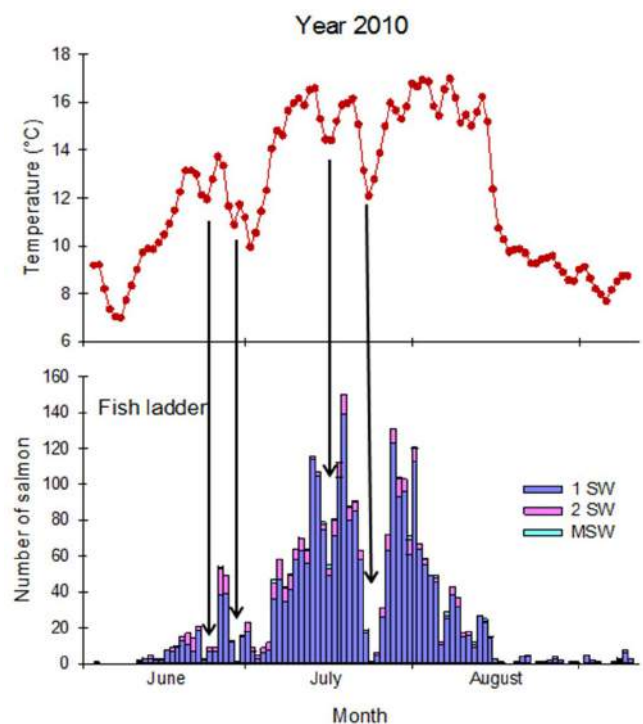 Year 2010
Temperature (°C)
18
16
14
12
10
8
6
Number of salmon
160
140
120
100
80
60
40
20
0
Fish ladder
1 SW
2 SW
MSW
June July August
Month